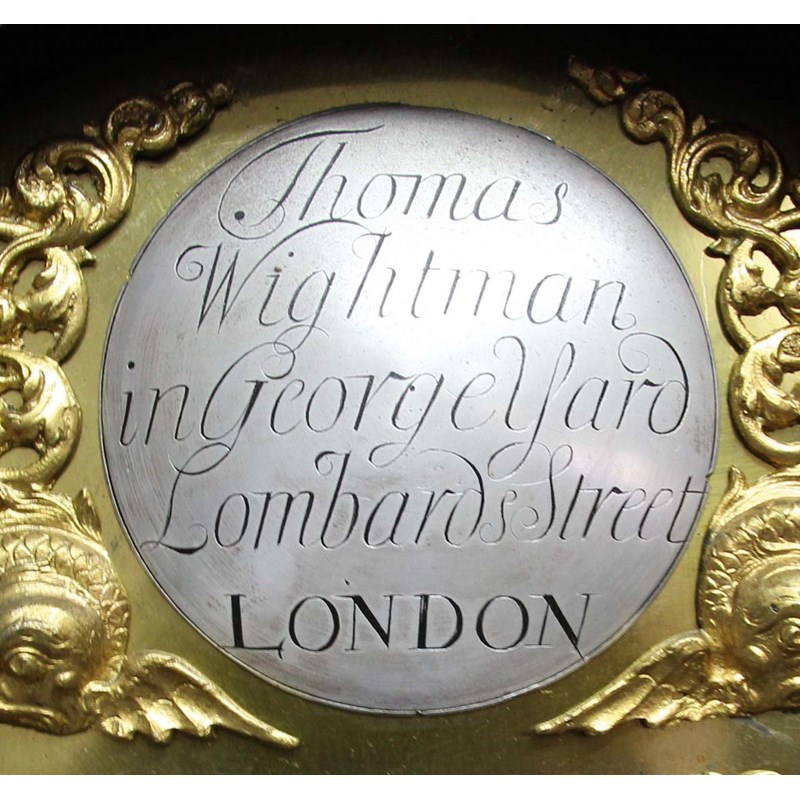 Thomas
Wightman
in George Yard
Lombards Street
LONDON